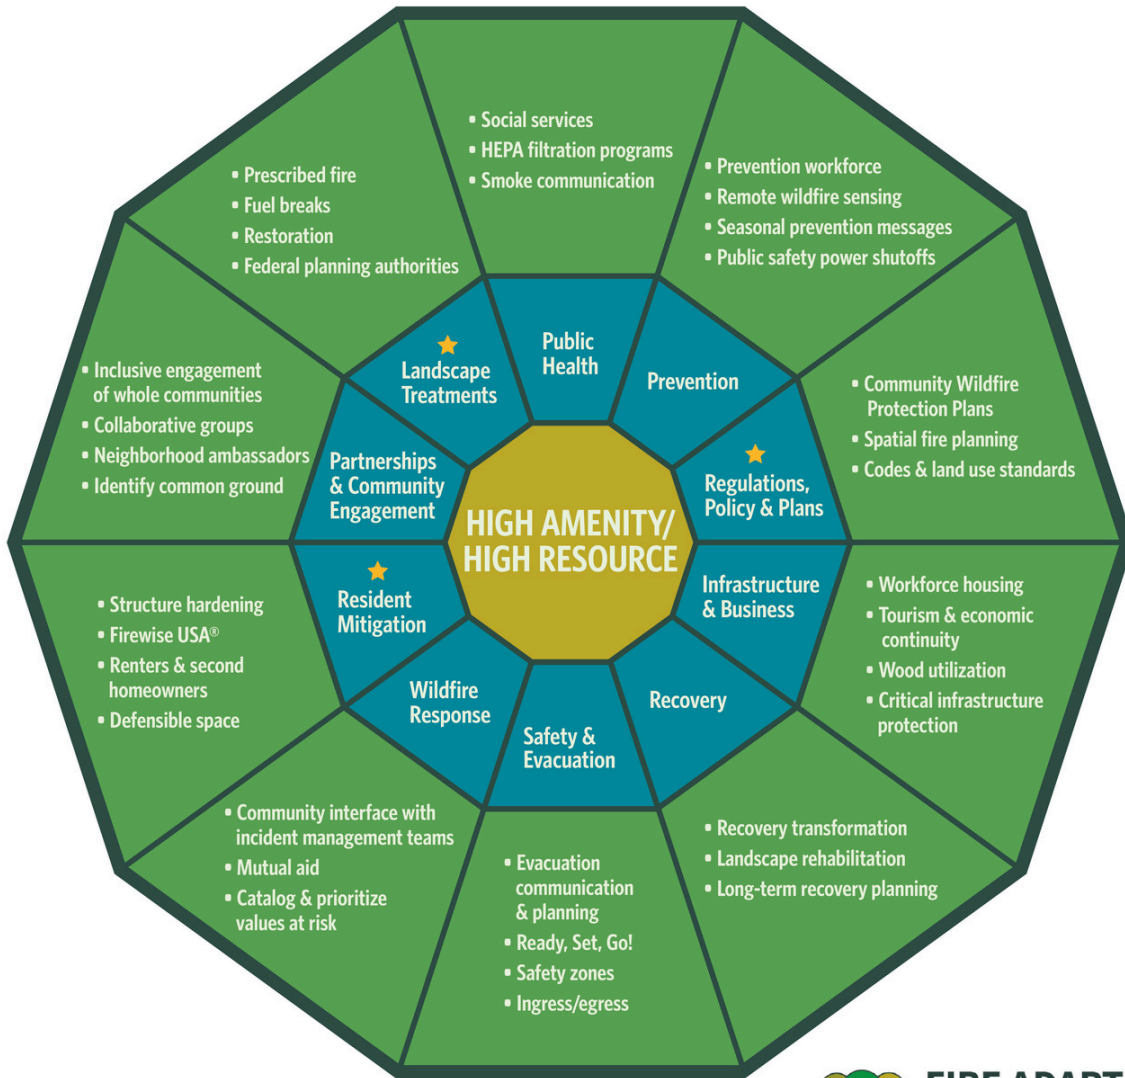 • Social services
• HEPA filtration programs
• Smoke communication
• Prevention workforce
• Remote wildfire sensing
• Seasonal prevention messages
• Public safety power shutoffs
• Prescribed fire
• Fuel breaks
• Restoration
• Federal planning authorities
Public
Health
Landscape
Treatments
Prevention
• Inclusive engagement
of whole communities
• Collaborative groups
• Neighborhood ambassadors
• Identify common ground
• Community Wildfire
Protection Plans
• Spatial fire planning
• Codes & land use standards
Partnerships
& Community
Engagement
Regulations,
Policy & Plans
HIGH AMENITY/
HIGH RESOURCE
Resident
Mitigation
Infrastructure
& Business
• Structure hardening
• Firewise USA®
• Renters & second
homeowners
• Defensible space
• Workforce housing
• Tourism & economic
continuity
• Wood utilization
• Critical infrastructure
protection
Wildfire
Response
Safety &
Evacuation
Recovery
• Community interface with
incident management teams
• Mutual aid
• Catalog & prioritize
values at risk
• Evacuation
communication
& planning
• Ready, Set, Go!
• Safety zones
• Ingress/egress
• Recovery transformation
• Landscape rehabilitation
• Long-term recovery planning
FIRE ADAPT